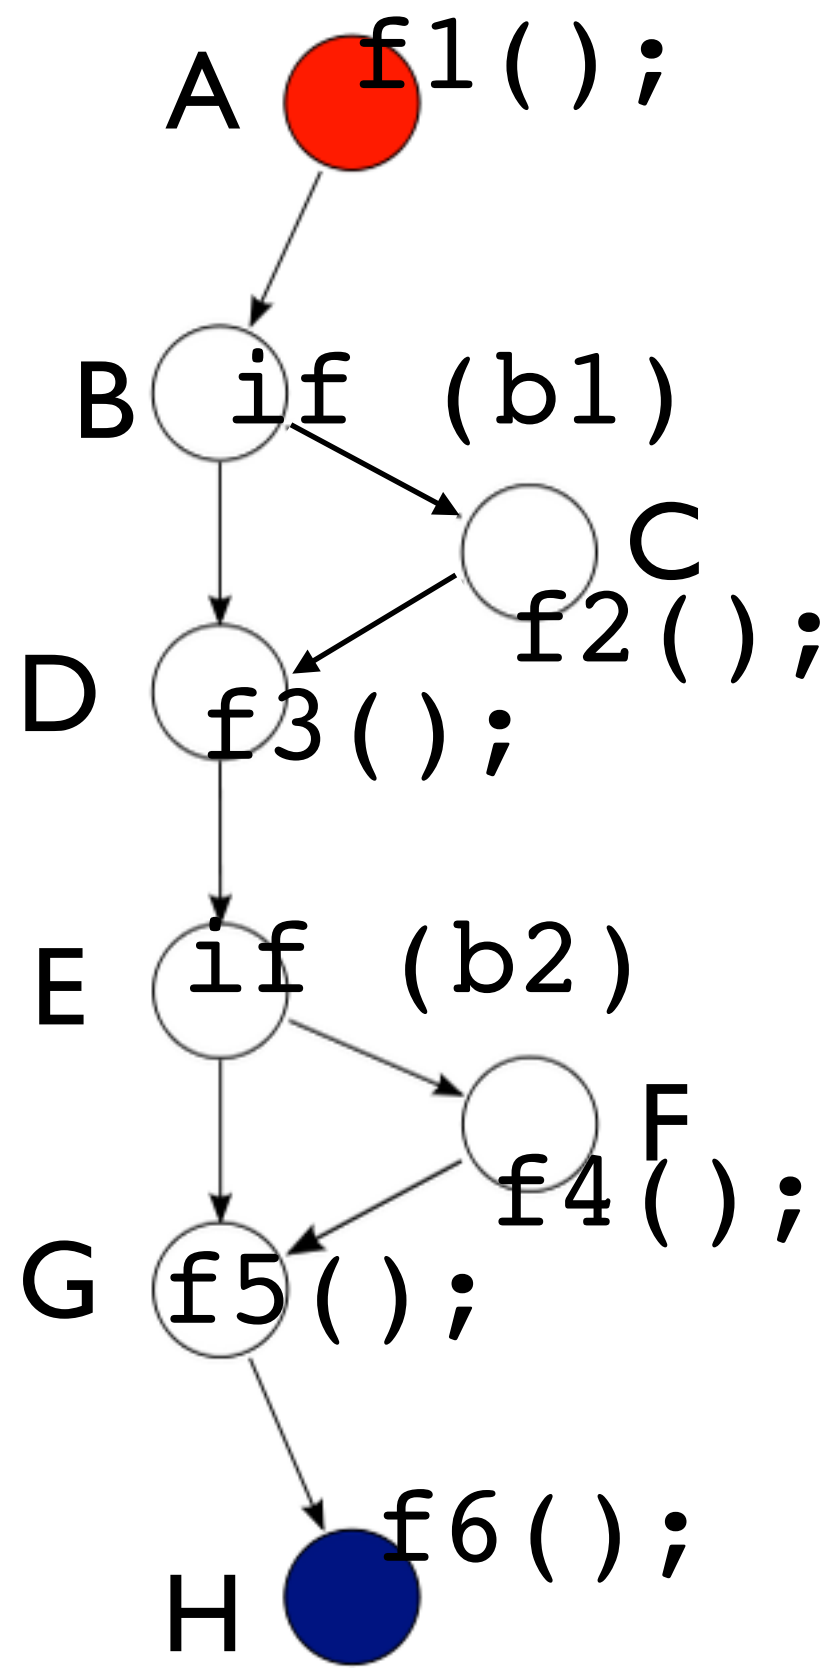 A f1();
B if (b1)
C
f2();
D
f3();
E if (b2)
F
f4();
G f5();
f6();
H